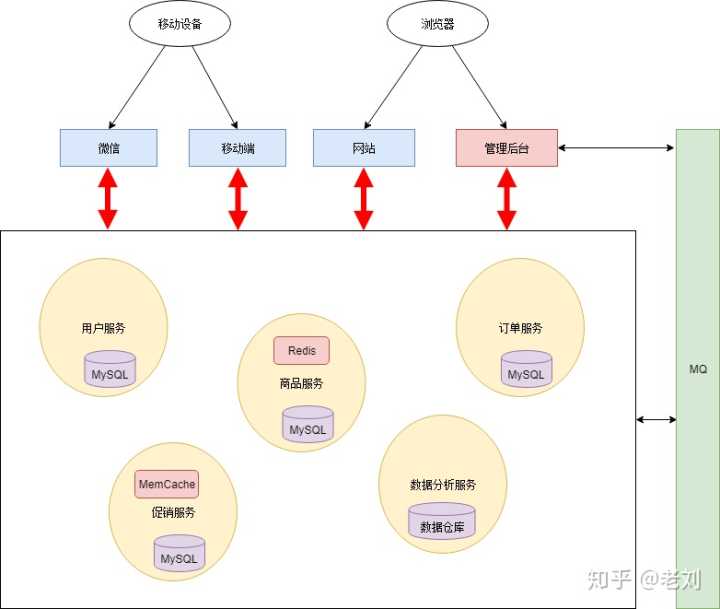 移动设备
浏览器
微信
移动端
网站
管理后台
用户服务
MySQL
Redis
商品服务
MySQL
订单服务
MySQL
MQ
MemCache
促销服务
MySQL
数据分析服务
数据仓库
知乎 @老刘